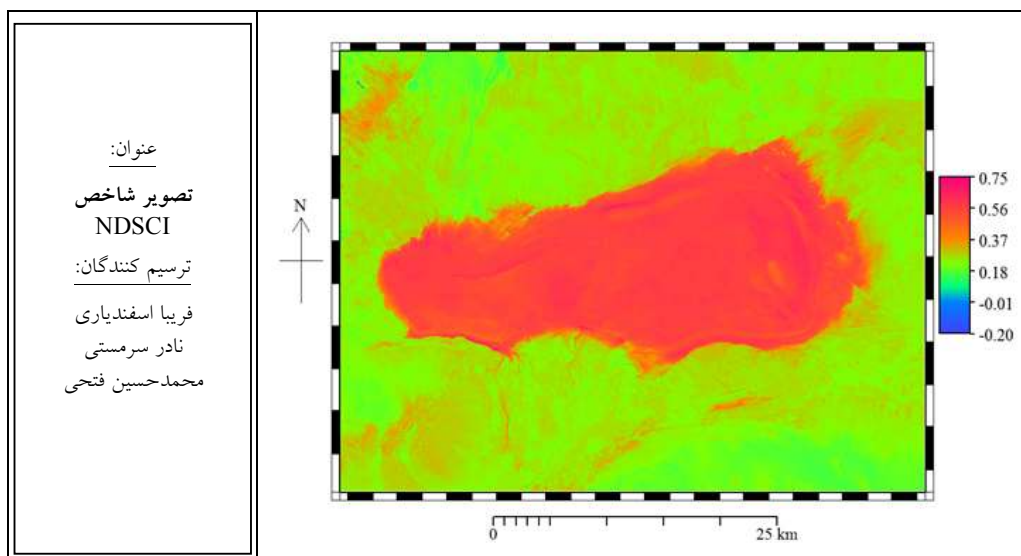 عنوان:
تصویر شاخص
NDSCI
ترسیم کنندگان:
فریبا اسفندیاری
نادر سرمستی
محمدحسین فتحی
N
0.75
0.56
0.37
0.18
-0.01
-0.20
0 25 km